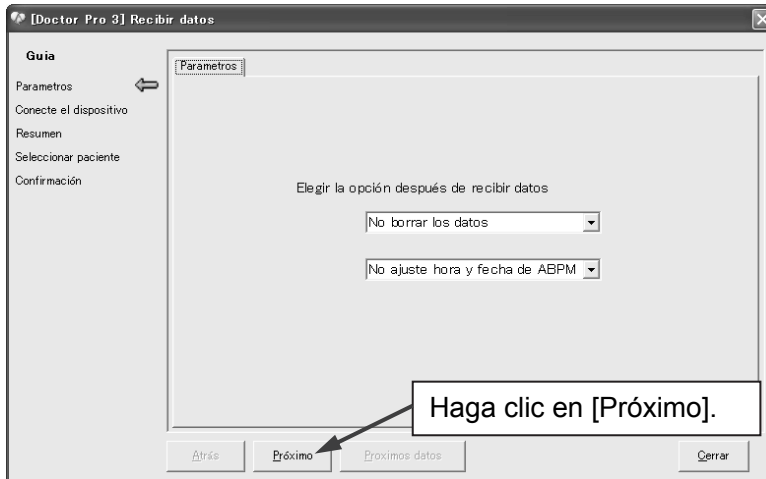 [Doctor Pro 3] Recibir datos
Guia
Parametros
Conecte el dispositivo
Resumen
Seleccionar paciente
Confirmación
Parametros
Elegir la opción después de recibir datos
No borrar los datos
No ajuste hora y fecha de ABPM
Haga clic en [Próximo].
Atrás
Próximo
Proximos datos
Cerrar